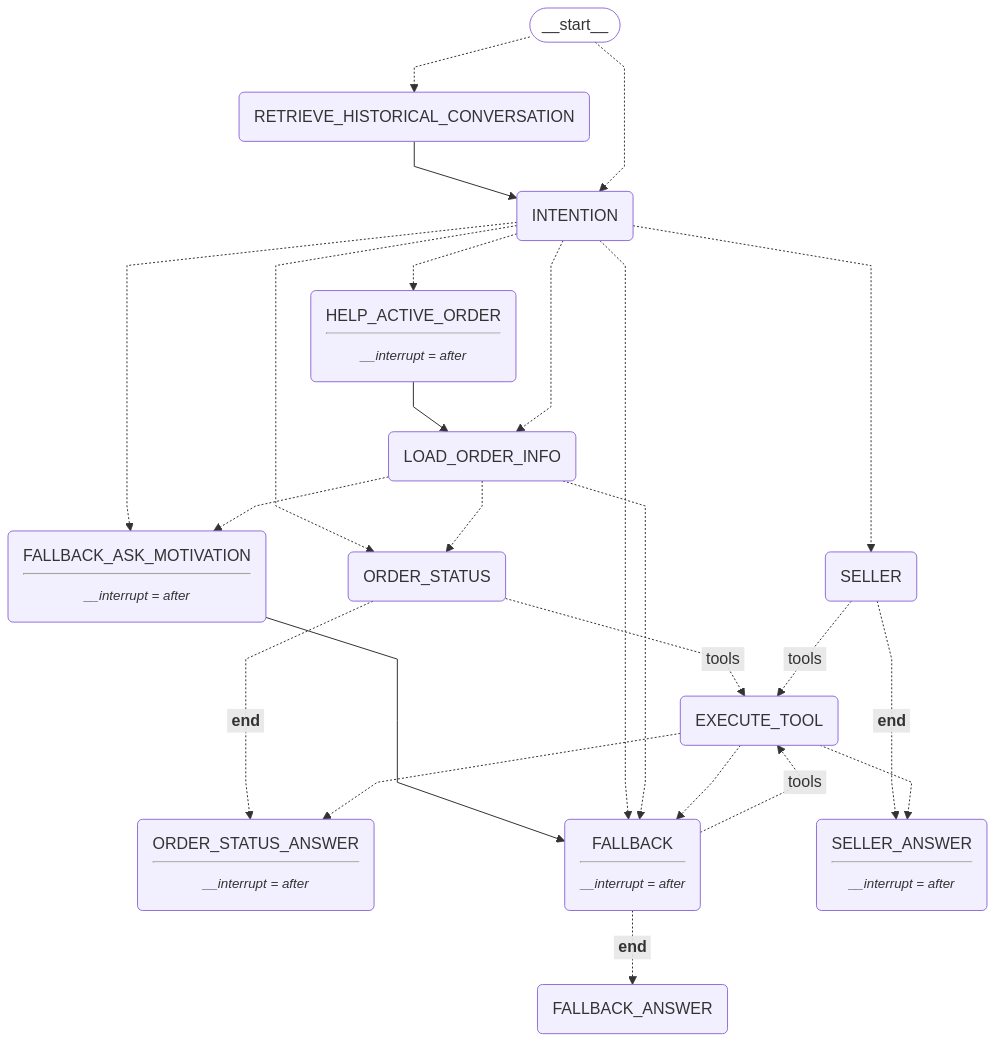 __start__
RETRIEVE_HISTORICAL_CONVERSATION
INTENTION
HELP_ACTIVE_ORDER
__interrupt = after
LOAD_ORDER_INFO
FALLBACK_ASK_MOTIVATION
__interrupt = after
ORDER_STATUS
SELLER
tools
tools
end
EXECUTE_TOOL
end
tools
ORDER_STATUS_ANSWER
__interrupt = after
FALLBACK
__interrupt = after
SELLER_ANSWER
__interrupt = after
end
FALLBACK_ANSWER